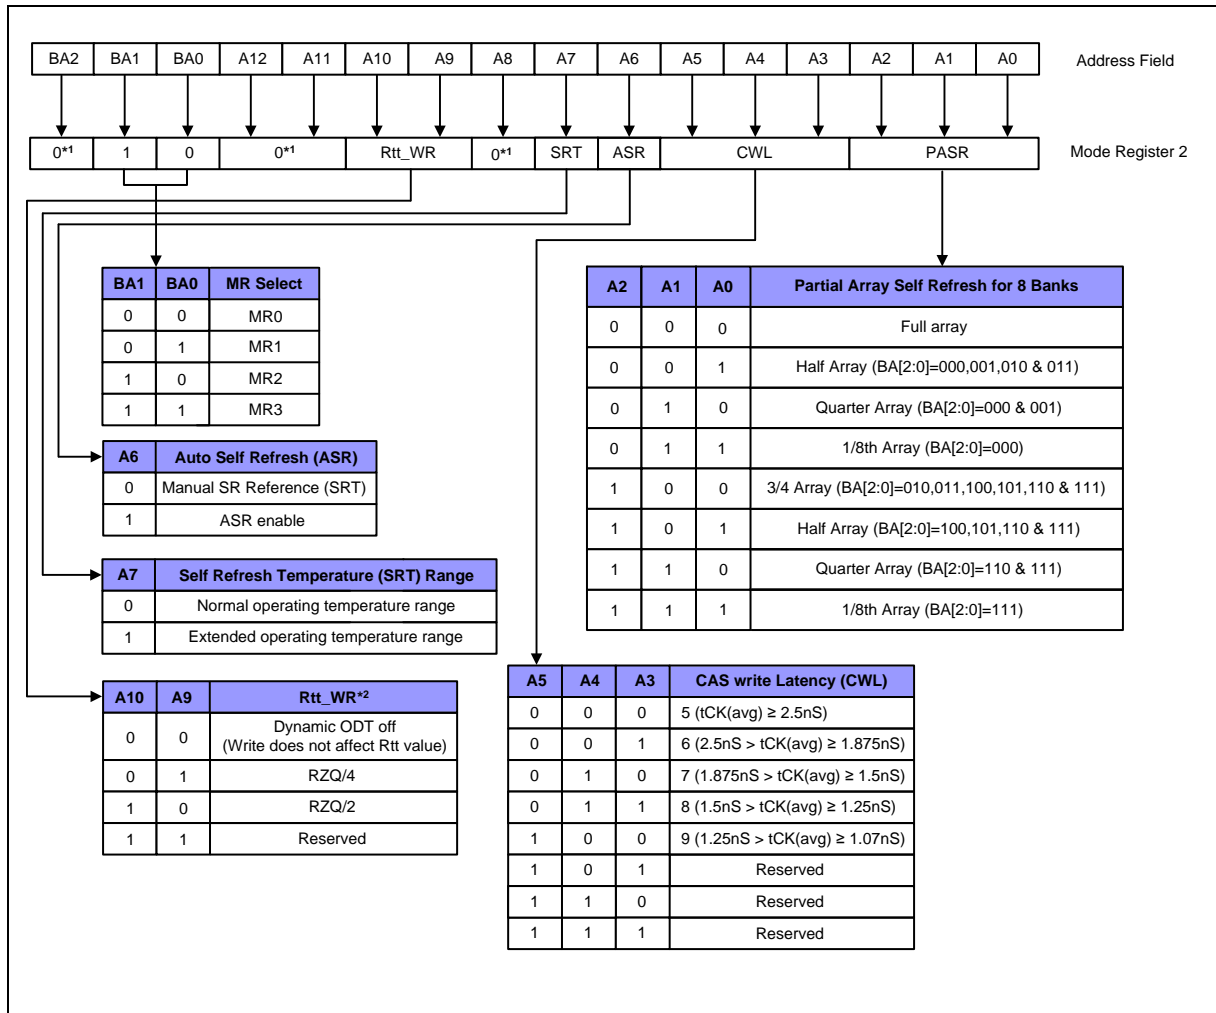 BA2 BA1 BA0 A12 A11 A10 A9 A8 A7 A6 A5 A4 A3 A2 A1 A0 Address Field
0*1 1 0 0*1 Rtt_WR 0*1 SRT ASR CWL PASR Mode Register 2
BA1 BA0 MR Select
0 0 MR0
0 1 MR1
1 0 MR2
1 1 MR3
A6 Auto Self Refresh (ASR)
0 Manual SR Reference (SRT)
1 ASR enable
A7 Self Refresh Temperature (SRT) Range
0 Normal operating temperature range
1 Extended operating temperature range
A10 A9 Rtt_WR*2
0 0 Dynamic ODT off
(Write does not affect Rtt value)
0 1 RZQ/4
1 0 RZQ/2
1 1 Reserved
A2 A1 A0 Partial Array Self Refresh for 8 Banks
0 0 0 Full array
0 0 1 Half Array (BA[2:0]=000,001,010 & 011)
0 1 0 Quarter Array (BA[2:0]=000 & 001)
0 1 1 1/8th Array (BA[2:0]=000)
1 0 0 3/4 Array (BA[2:0]=010,011,100,101,110 & 111)
1 0 1 Half Array (BA[2:0]=100,101,110 & 111)
1 1 0 Quarter Array (BA[2:0]=110 & 111)
1 1 1 1/8th Array (BA[2:0]=111)
A5 A4 A3 CAS write Latency (CWL)
0 0 0 5 (tCK(avg) ≥ 2.5nS)
0 0 1 6 (2.5nS > tCK(avg) ≥ 1.875nS)
0 1 0 7 (1.875nS > tCK(avg) ≥ 1.5nS)
0 1 1 8 (1.5nS > tCK(avg) ≥ 1.25nS)
1 0 0 9 (1.25nS > tCK(avg) ≥ 1.07nS)
1 0 1 Reserved
1 1 0 Reserved
1 1 1 Reserved